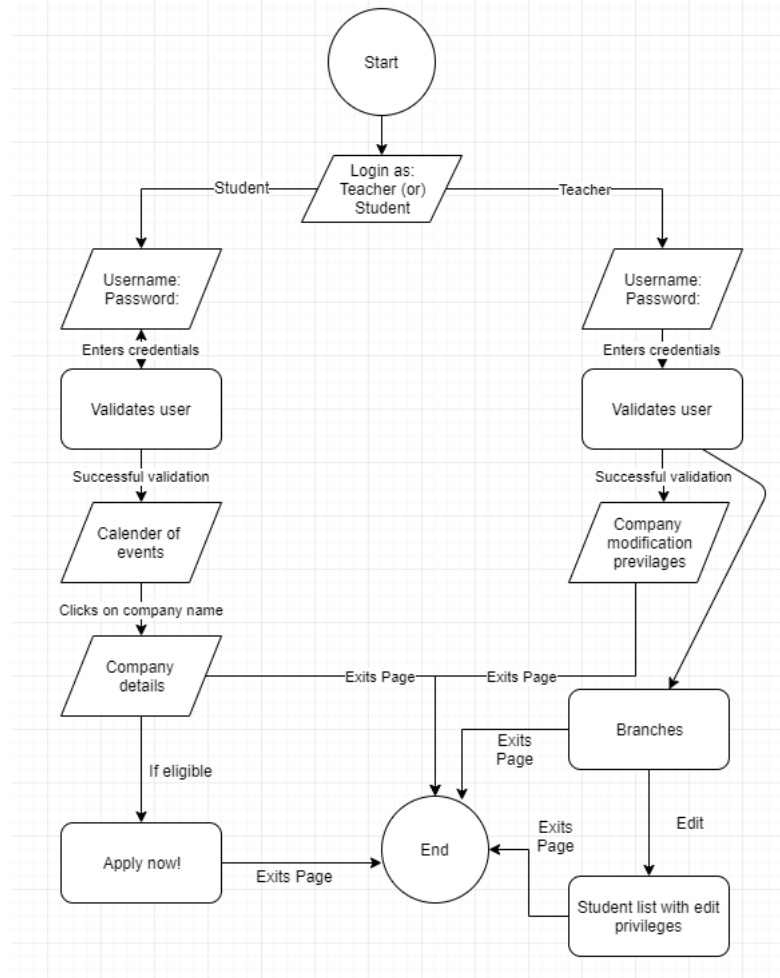 Start
Login as:
Teacher (or)
Student
Student
Teacher
Username:
Password:
Username:
Password:
Enters credentials
Enters credentials
Validates user
Validates user
Successful validation
Successful validation
Calender of
events
Company
modification
previlages
Clicks on company name
Company
details
Exits Page
Exits Page
Branches
Exits
Page
If eligible
Edit
Exits
Page
End
Apply now!
Exits Page
Student list with edit
privileges